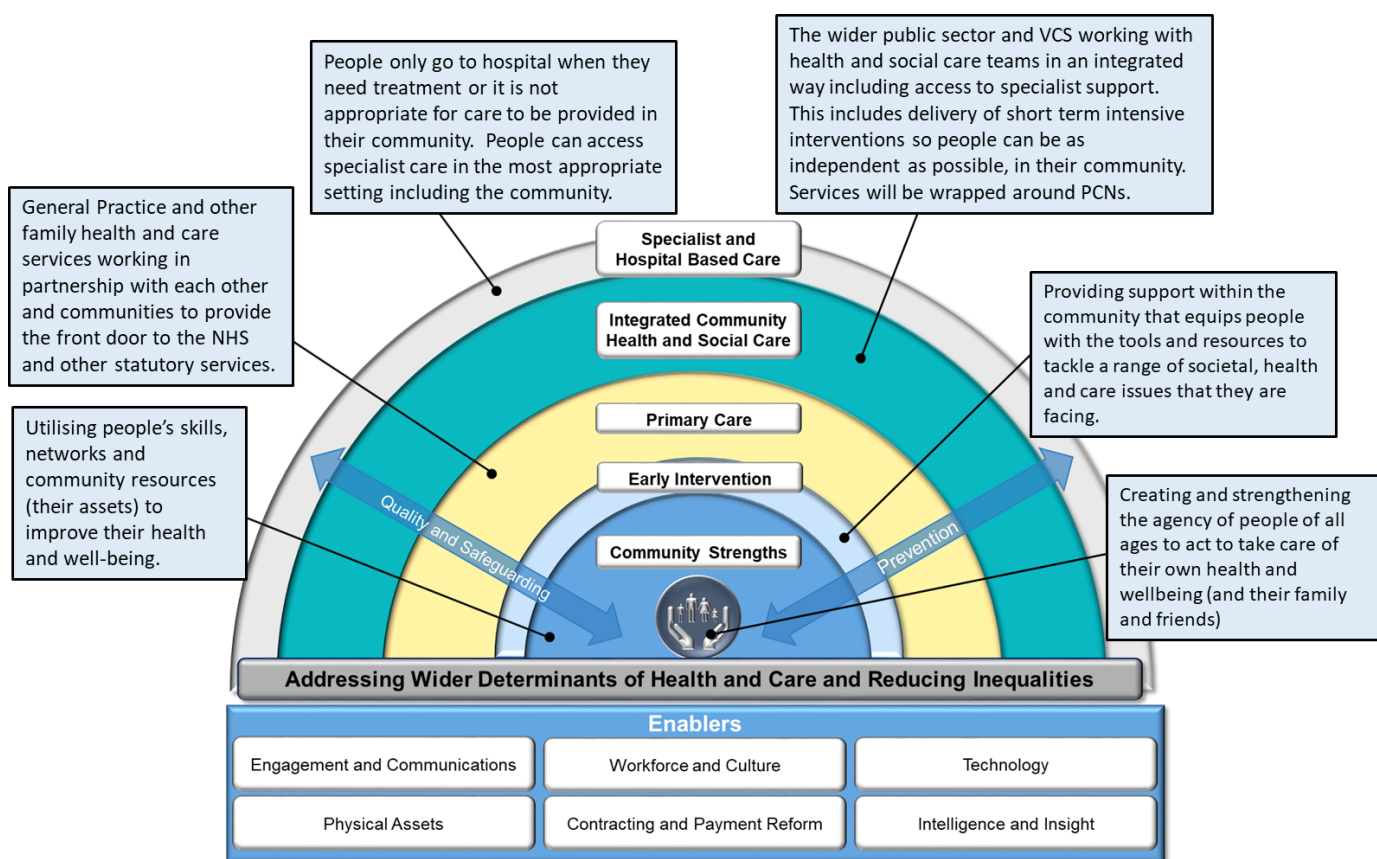 The wider public sector and VCS working with
health and social care teams in an integrated
way including access to specialist support.
This includes delivery of short term intensive
interventions so people can be as
independent as possible, in their community.
Services will be wrapped around PCNs.
People only go to hospital when they
need treatment or it is not
appropriate for care to be provided in
their community.  People can access
specialist care in the most appropriate
setting including the community.
General Practice and other
family health and care
services working in
partnership with each other
and communities to provide
the front door to the NHS
and other statutory services.
Utilising people’s skills,
networks and
community resources
(their assets) to
improve their health
and well-being.
Specialist and
Hospital Based Care
Integrated Community
Health and Social Care
Primary Care
Early Intervention
Community Strengths
Quality and Safeguarding
Prevention
Providing support within the
community that equips people
with the tools and resources to
tackle a range of societal, health
and care issues that they are
facing.
Creating and strengthening
the agency of people of all
ages to act to take care of
their own health and
wellbeing (and their family
and friends)
Addressing Wider Determinants of Health and Care and Reducing Inequalities
Enablers
Engagement and Communications
Workforce and Culture
Technology
Physical Assets
Contracting and Payment Reform
Intelligence and Insight